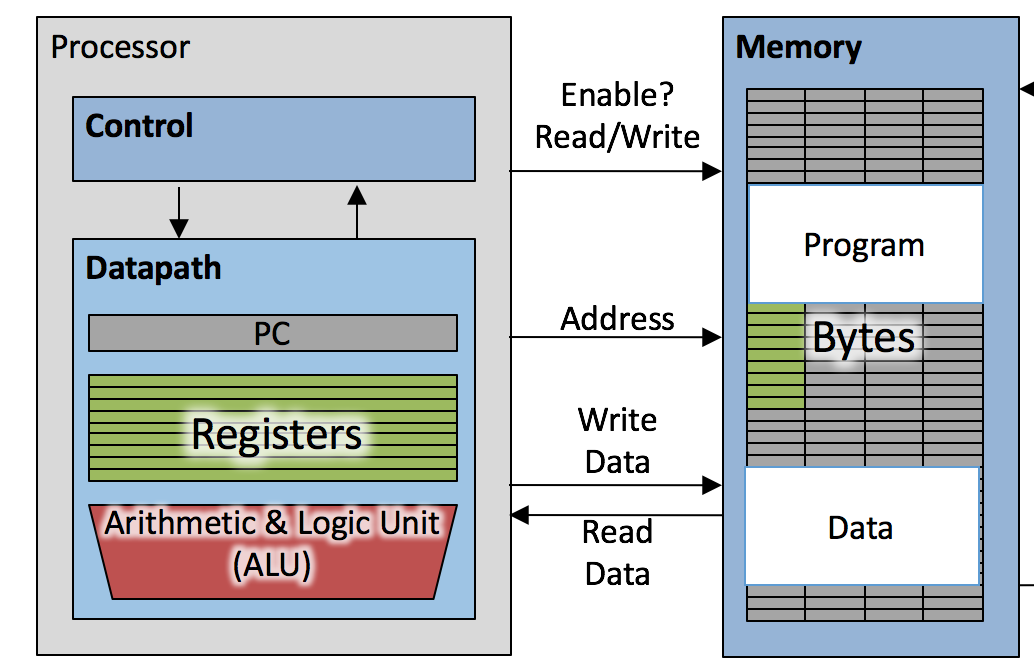 Processor
Control
Datapath
PC
Registers
Arithmetic & Logic Unit
(ALU)
Enable?
Read/Write
Address
Write
Data
Read
Data
Memory
Program
Bytes
Data